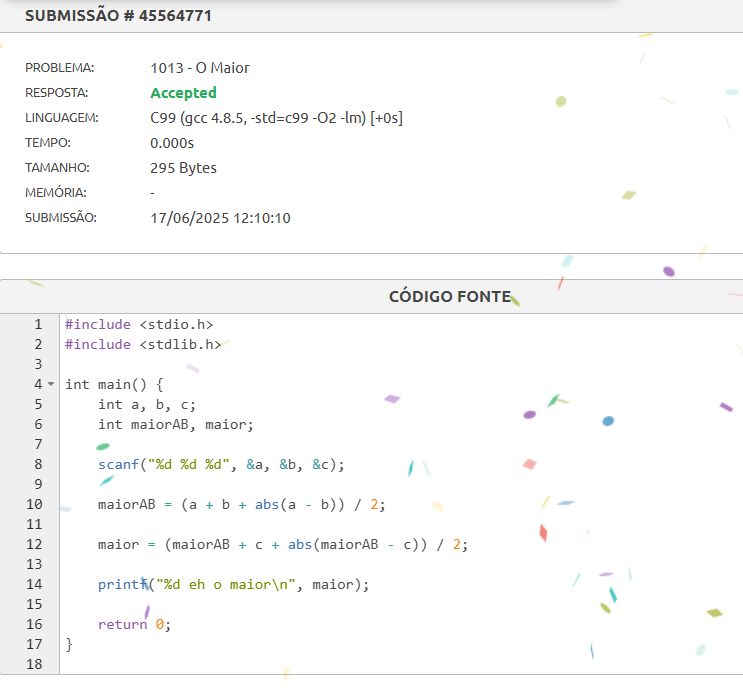 SUBMISSÃO # 45564771
PROBLEMA: 1013 - O Maior
RESPOSTA: Accepted
LINGUAGEM: C99 (gcc 4.8.5, -std=c99 -O2 -lm) [+0s]
TEMPO: 0.000s
TAMANHO: 295 Bytes
MEMÓRIA: -
SUBMISSÃO: 17/06/2025 12:10:10
CÓDIGO FONTE
1 #include <stdio.h>
2 #include <stdlib.h>
3
4 int main() {
5     int a, b, c;
6     int maiorAB, maior;
7
8     scanf("%d %d %d", &a, &b, &c);
9
10     maiorAB = (a + b + abs(a - b)) / 2;
11
12     maior = (maiorAB + c + abs(maiorAB - c)) / 2;
13
14     printf("%d eh o maior\n", maior);
15
16     return 0;
17 }
18